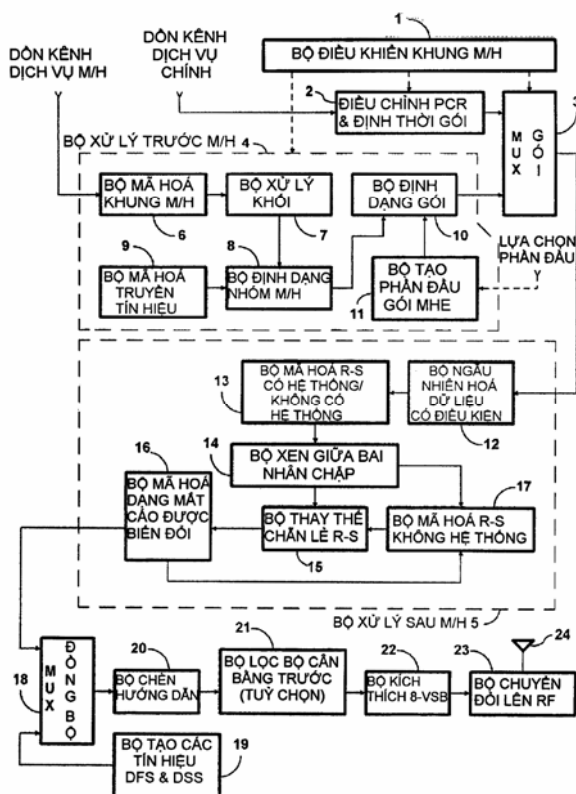 DỒN KÊNH
DỊCH VỤ M/H
DỒN KÊNH
DỊCH VỤ
CHÍNH
1
BỘ ĐIỀU KHIỂN KHUNG M/H
2
ĐIỀU CHỈNH PCR
& ĐỊNH THỜI GÓI
3
MUX
GÓI
BỘ XỬ LÝ TRƯỚC M/H 4
BỘ MÃ HOÁ
KHUNG M/H
6
BỘ XỬ LÝ
KHỐI
7
BỘ ĐỊNH
DẠNG GÓI
10
9
BỘ MÃ HOÁ
TRUYỀN
TÍN HIỆU
8
BỘ ĐỊNH DẠNG
NHÓM M/H
BỘ TẠO
PHẦN ĐẦU
GÓI MHE
11
LỰA CHỌN
PHẦN ĐẦU
BỘ MÃ HOÁ R-S
CÓ HỆ THỐNG/
KHÔNG CÓ
HỆ THỐNG
13
BỘ NGẪU
NHIÊN HOÁ
DỮ LIỆU
CÓ ĐIỀU KIỆN
12
14
BỘ XEN GIỮA BAI
NHÂN CHẬP
16
BỘ MÃ HOÁ
DẠNG MẮT
CÁO ĐƯỢC
BIẾN ĐỔI
BỘ THAY THẾ
CHẴN LẺ R-S
15
17
BỘ MÃ HOÁ R-S
KHÔNG HỆ THỐNG
BỘ XỬ LÝ SAU M/H 5
18
MUX
ĐỒNG BỘ
20
BỘ CHÈN
HƯỚNG DẪN
21
BỘ LỌC BỘ CÂN
BẰNG TRƯỚC
(TUỲ CHỌN)
22
BỘ KÍCH
THÍCH 8-VSB
23
BỘ CHUYỂN
ĐỔI LÊN RF
24
BỘ TẠO CÁC
TÍN HIỆU
DFS & DSS
19